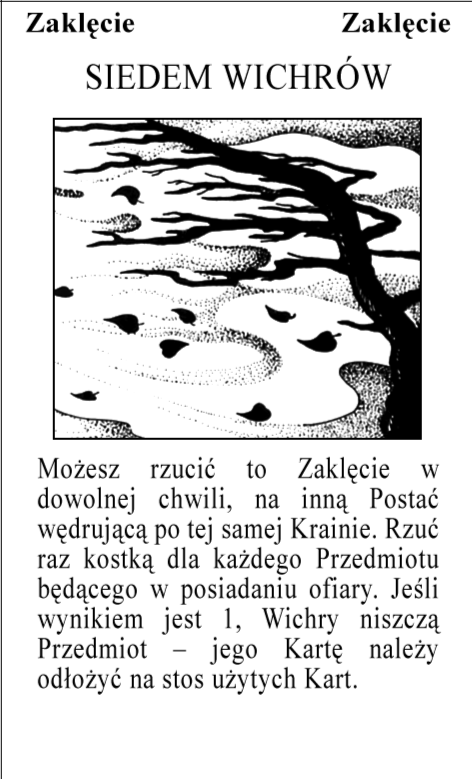 Zaklęcie Zaklęcie
SIEDEM WICHRÓW
Możesz rzucić to Zaklęcie w
dowolnej chwili, na inną Postać
wędrującą po tej samej Krainie. Rzuć
raz kostką dla każdego Przedmiotu
będącego w posiadaniu ofiary. Jeśli
wynikiem jest 1, Wichry niszczą
Przedmiot – jego Kartę należy
odłożyć na stos użytych Kart.